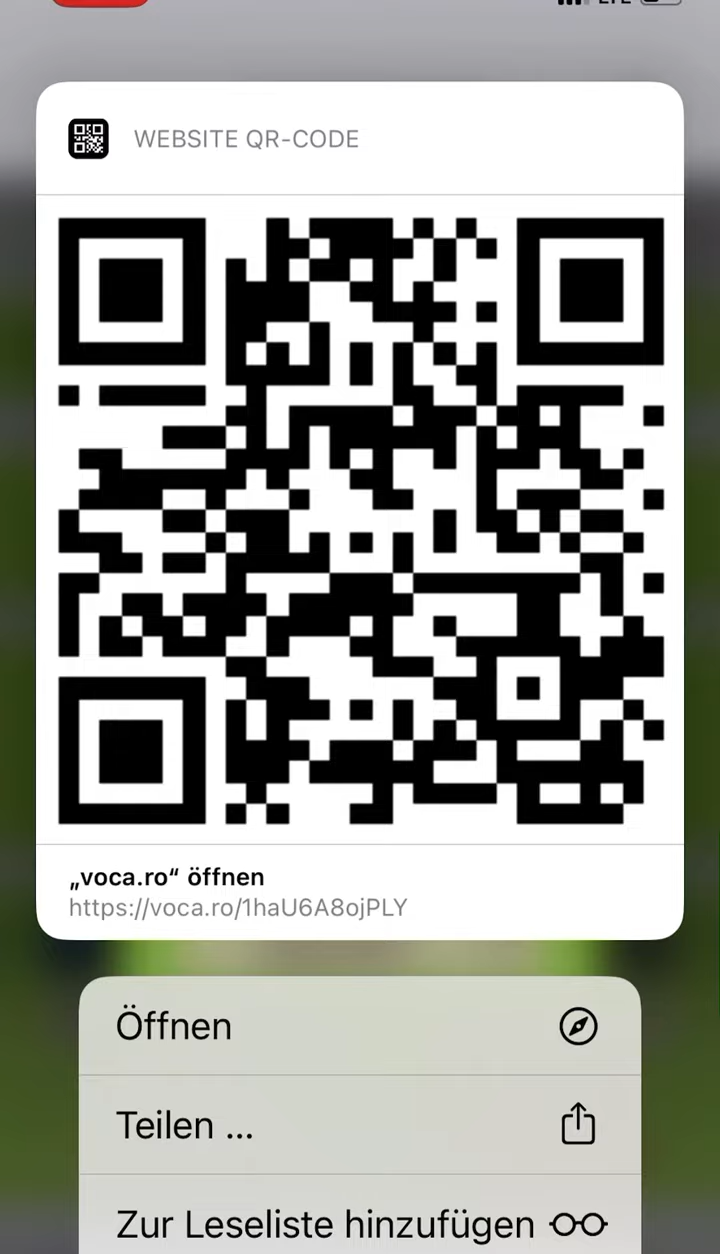 WEBSITE QR-CODE
„voca.ro“ öffnen
https://voca.ro/1haU6A8ojPLY
Öffnen
Teilen ...
Zur Leseliste hinzufügen